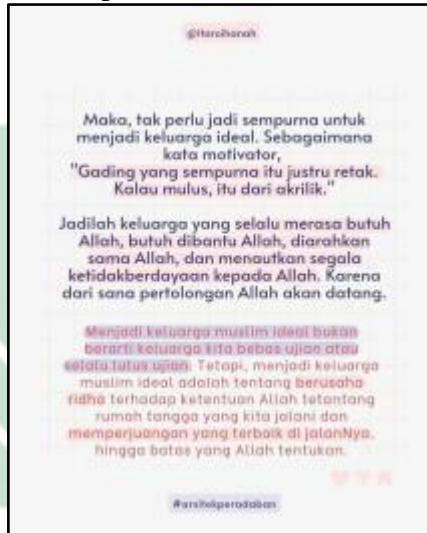 @itaroihanah
Maka, tak perlu jadi sempurna untuk
menjadi keluarga ideal. Sebagaimana
kata motivator,
"Gading yang sempurna itu justru retak.
Kalau mulus, itu dari akrilik."
Jadilah keluarga yang selalu merasa butuh
Allah, butuh dibantu Allah, diarahkan
sama Allah, dan menautkan segala
ketidakberdayaan kepada Allah. Karena
dari sana pertolongan Allah akan datang.
Menjadi keluarga muslim ideal bukan
berarti keluarga kita bebas ujian atau
selalu lulus ujian. Tetapi, menjadi keluarga
muslim ideal adalah tentang berusaha
ridha terhadap ketentuan Allah tetantang
rumah tangga yang kita jalani dan
memperjuangan yang terbaik di jalanNya,
hingga batas yang Allah tentukan.
#arsitekperadaban